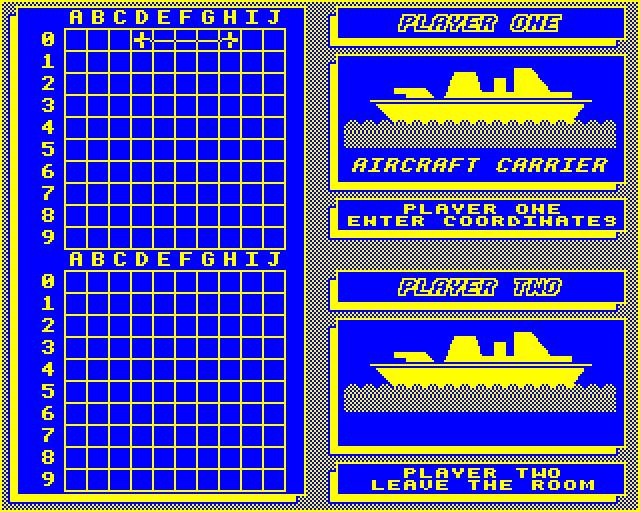 A B C D E F G H I J
0
1
2
3
4
5
6
7
8
9
A B C D E F G H I J
0
1
2
3
4
5
6
7
8
9
PLAYER ONE
AIRCRAFT CARRIER
PLAYER ONE
ENTER COORDINATES
PLAYER TWO
PLAYER TWO
LEAVE THE ROOM